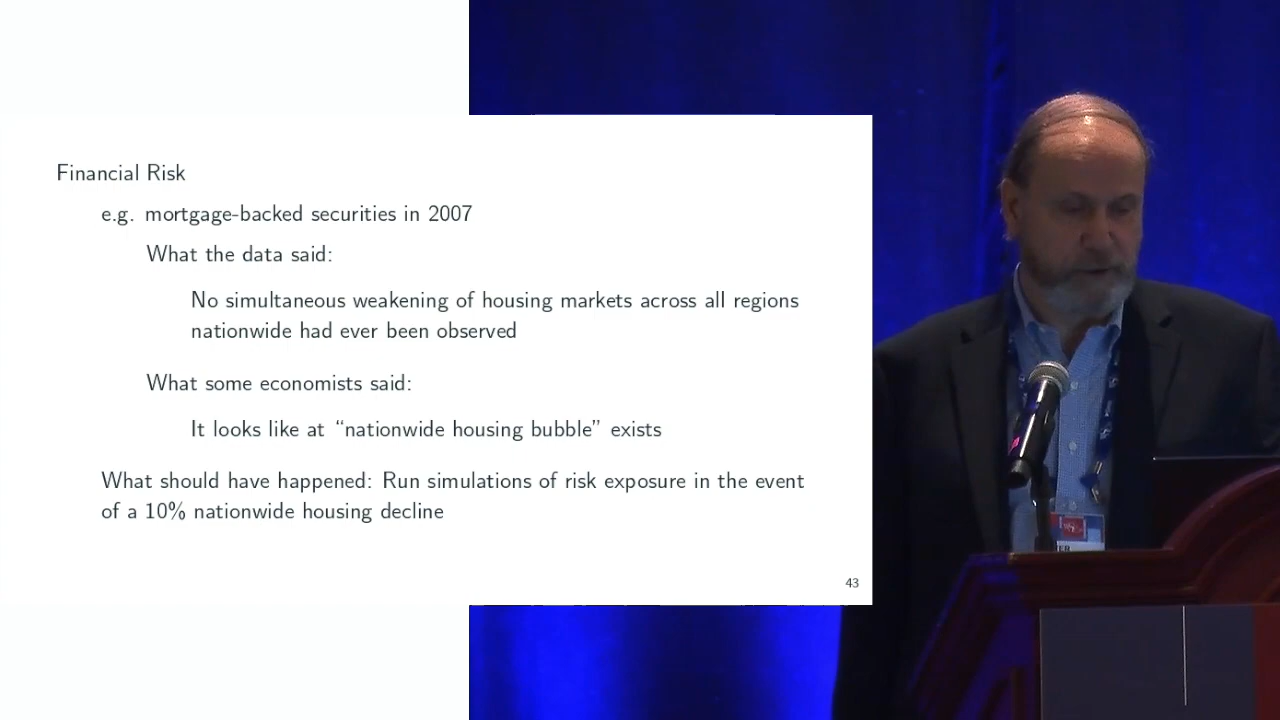 Financial Risk
e.g. mortgage-backed securities in 2007
What the data said:
No simultaneous weakening of housing markets across all regions
nationwide had ever been observed
What some economists said:
It looks like at “nationwide housing bubble” exists
What should have happened: Run simulations of risk exposure in the event
of a 10% nationwide housing decline
43